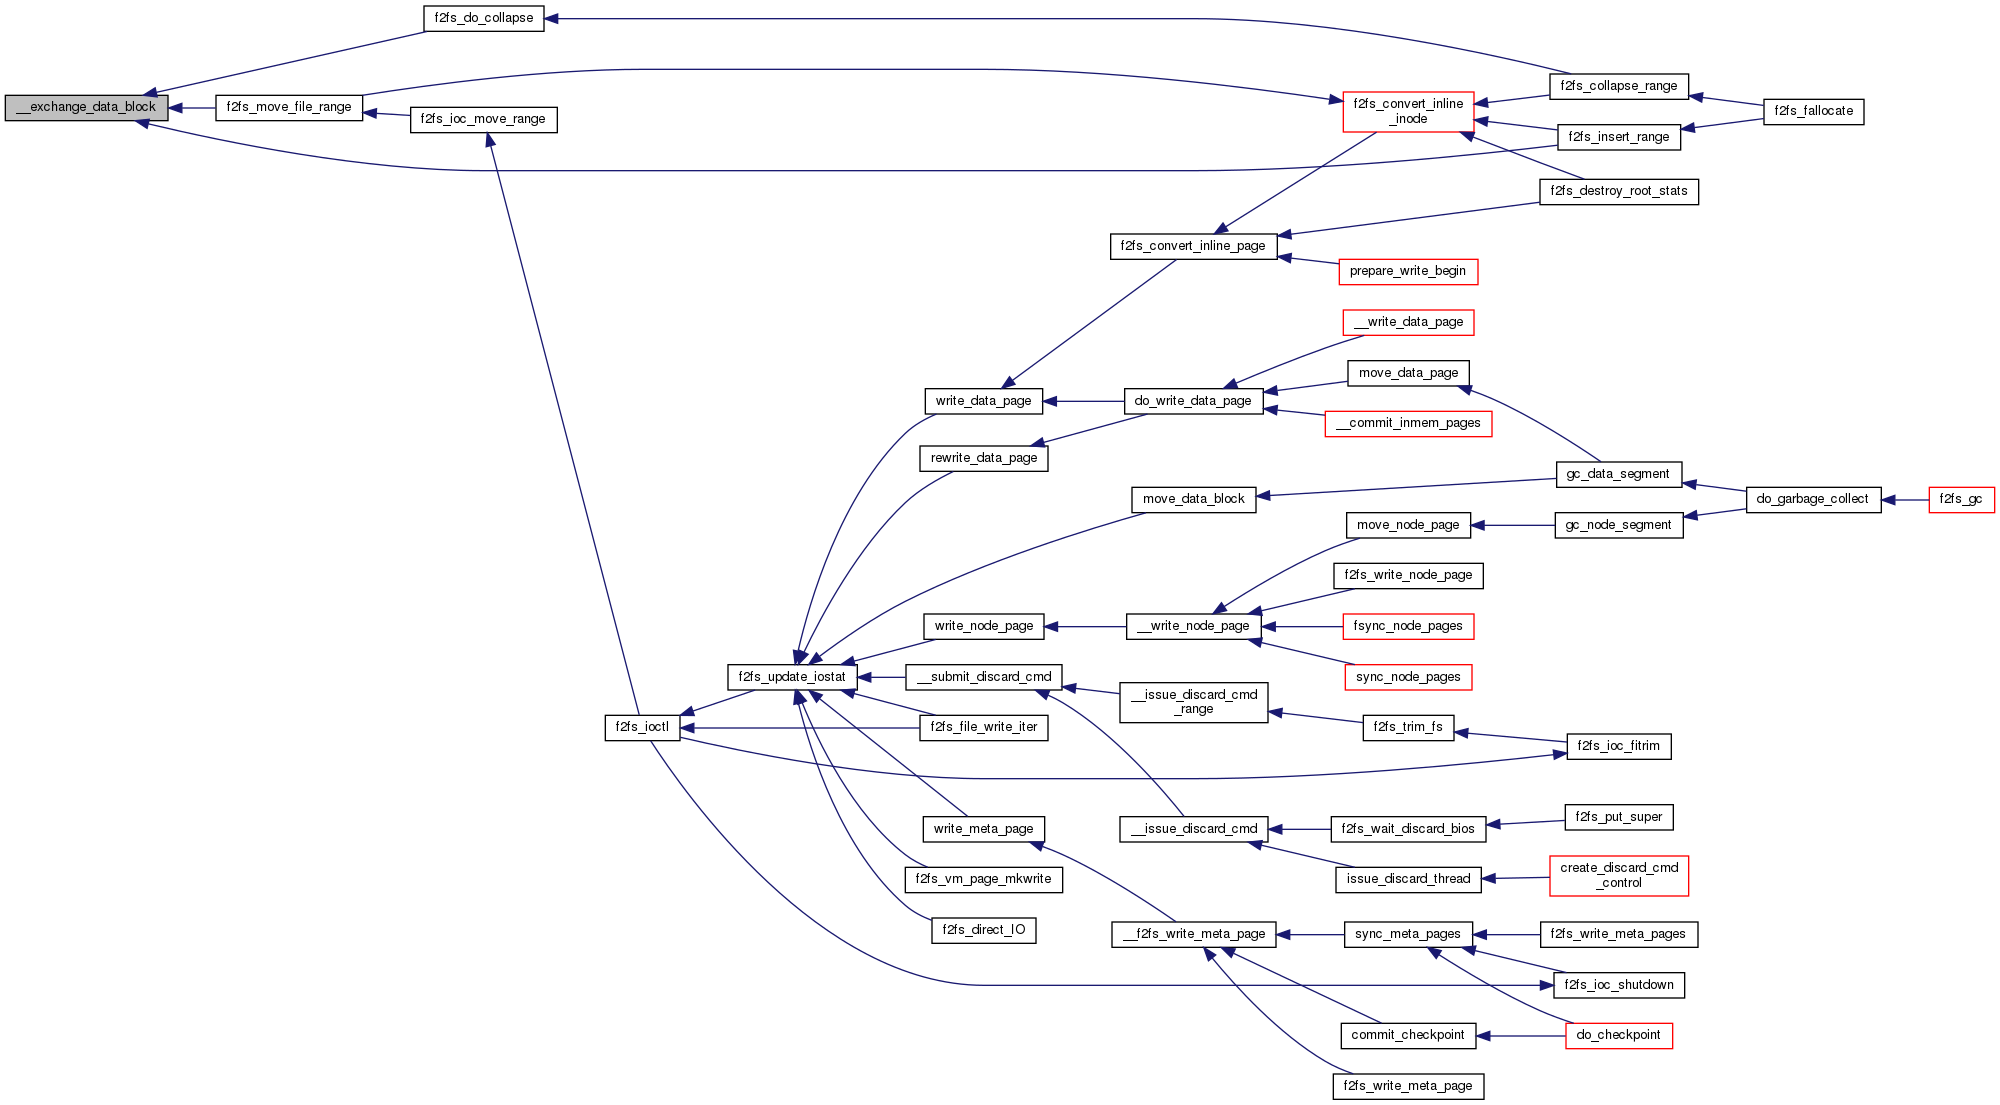 f2fs_do_collapse
__exchange_data_block
f2fs_move_file_range
f2fs_ioc_move_range
f2fs_convert_inline
_inode
f2fs_collapse_range
f2fs_fallocate
f2fs_insert_range
f2fs_destroy_root_stats
f2fs_convert_inline_page
prepare_write_begin
__write_data_page
move_data_page
write_data_page
do_write_data_page
__commit_inmem_pages
rewrite_data_page
gc_data_segment
move_data_block
do_garbage_collect
f2fs_gc
move_node_page
gc_node_segment
f2fs_write_node_page
write_node_page
__write_node_page
fsync_node_pages
f2fs_update_iostat
__submit_discard_cmd
sync_node_pages
__issue_discard_cmd
_range
f2fs_ioctl
f2fs_file_write_iter
f2fs_trim_fs
f2fs_ioc_fitrim
write_meta_page
__issue_discard_cmd
f2fs_wait_discard_bios
f2fs_put_super
f2fs_vm_page_mkwrite
issue_discard_thread
create_discard_cmd
_control
f2fs_direct_IO
__f2fs_write_meta_page
sync_meta_pages
f2fs_write_meta_pages
f2fs_ioc_shutdown
commit_checkpoint
do_checkpoint
f2fs_write_meta_page